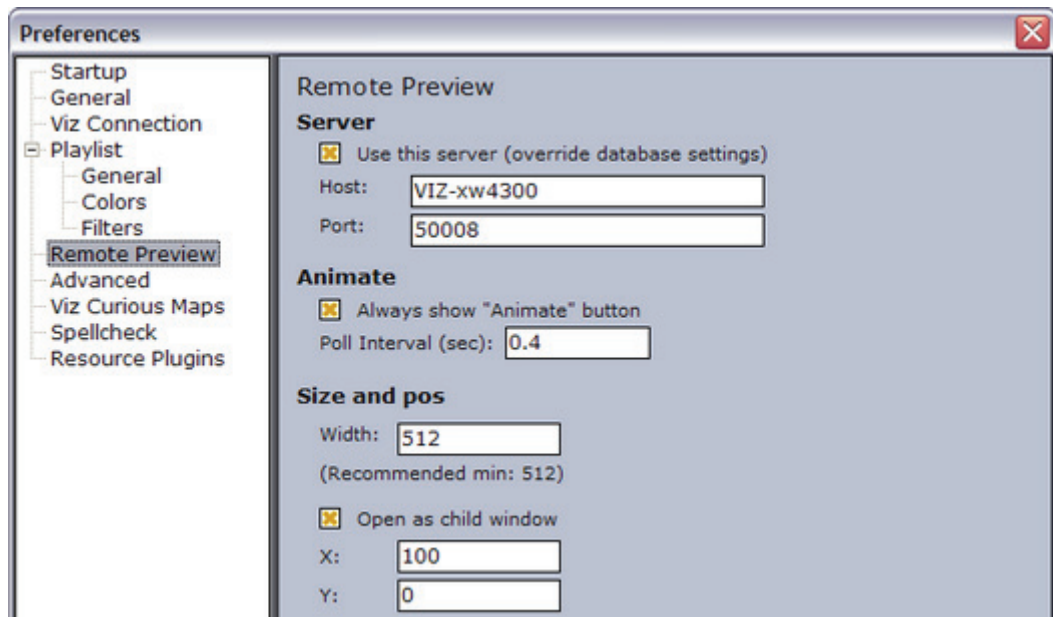 Preferences
Startup
General
Viz Connection
Playlist
General
Colors
Filters
Remote Preview
Advanced
Viz Curious Maps
Spellcheck
Resource Plugins
Remote Preview
Server
Use this server (override database settings)
Host: VIZ-xw4300
Port: 50008
Animate
Always show "Animate" button
Poll Interval (sec): 0.4
Size and pos
Width: 512
(Recommended min: 512)
Open as child window
X: 100
Y: 0